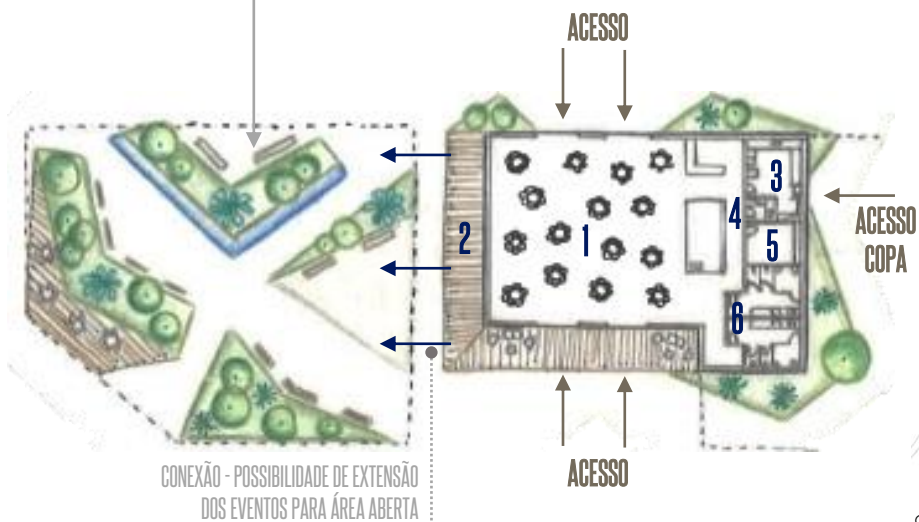 ACESSO
3
4
ACESSO
COPA
2
1
5
6
CONEXÃO - POSSIBILIDADE DE EXTENSÃO
DOS EVENTOS PARA ÁREA ABERTA
ACESSO